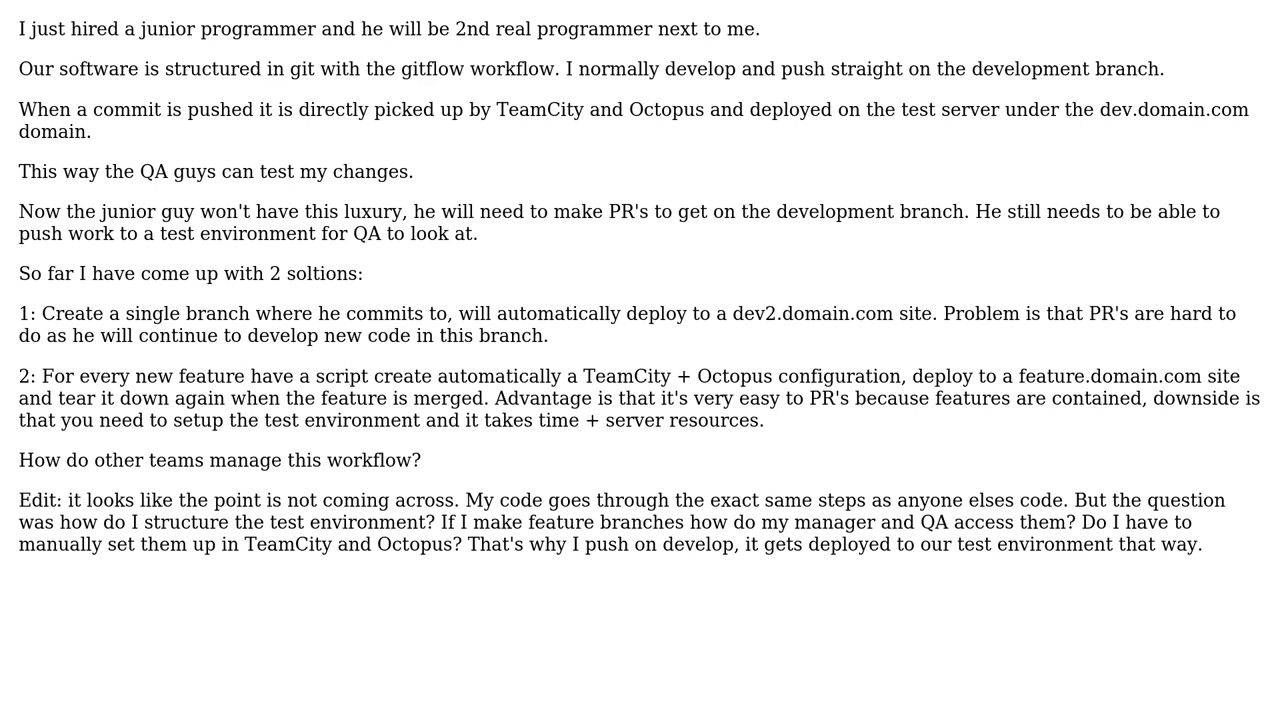 I just hired a junior programmer and he will be 2nd real programmer next to me.
Our software is structured in git with the gitflow workflow. I normally develop and push straight on the development branch.
When a commit is pushed it is directly picked up by TeamCity and Octopus and deployed on the test server under the dev.domain.com
domain.
This way the QA guys can test my changes.
Now the junior guy won't have this luxury, he will need to make PR's to get on the development branch. He still needs to be able to
push work to a test environment for QA to look at.
So far I have come up with 2 soltions:
1: Create a single branch where he commits to, will automatically deploy to a dev2.domain.com site. Problem is that PR's are hard to
do as he will continue to develop new code in this branch.
2: For every new feature have a script create automatically a TeamCity + Octopus configuration, deploy to a feature.domain.com site
and tear it down again when the feature is merged. Advantage is that it's very easy to PR's because features are contained, downside is
that you need to setup the test environment and it takes time + server resources.
How do other teams manage this workflow?
Edit: it looks like the point is not coming across. My code goes through the exact same steps as anyone elses code. But the question
was how do I structure the test environment? If I make feature branches how do my manager and QA access them? Do I have to
manually set them up in TeamCity and Octopus? That's why I push on develop, it gets deployed to our test environment that way.